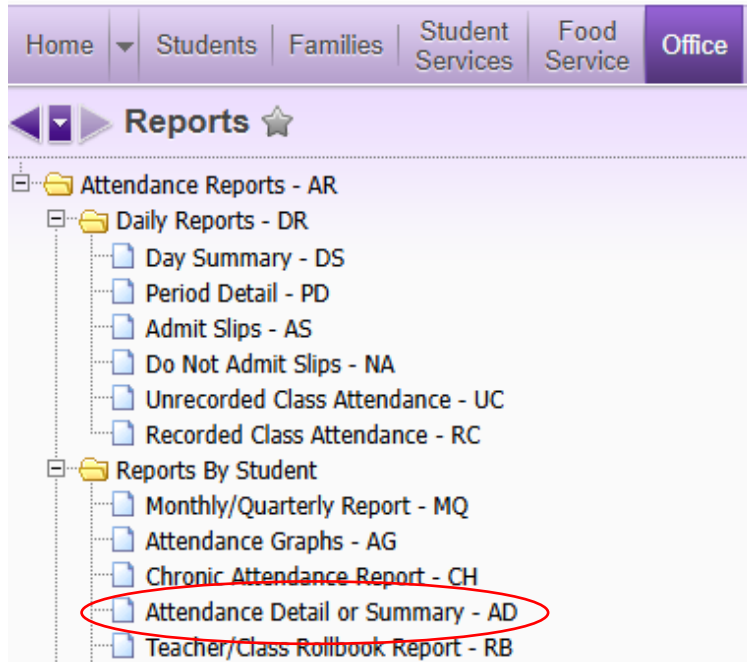 Home Students Families Student Services Food Service Office
Reports
Attendance Reports - AR
Daily Reports - DR
Day Summary - DS
Period Detail - PD
Admit Slips - AS
Do Not Admit Slips - NA
Unrecorded Class Attendance - UC
Recorded Class Attendance - RC
Reports By Student
Monthly/Quarterly Report - MQ
Attendance Graphs - AG
Chronic Attendance Report - CH
Attendance Detail or Summary - AD
Teacher/Class Rollbook Report - RB